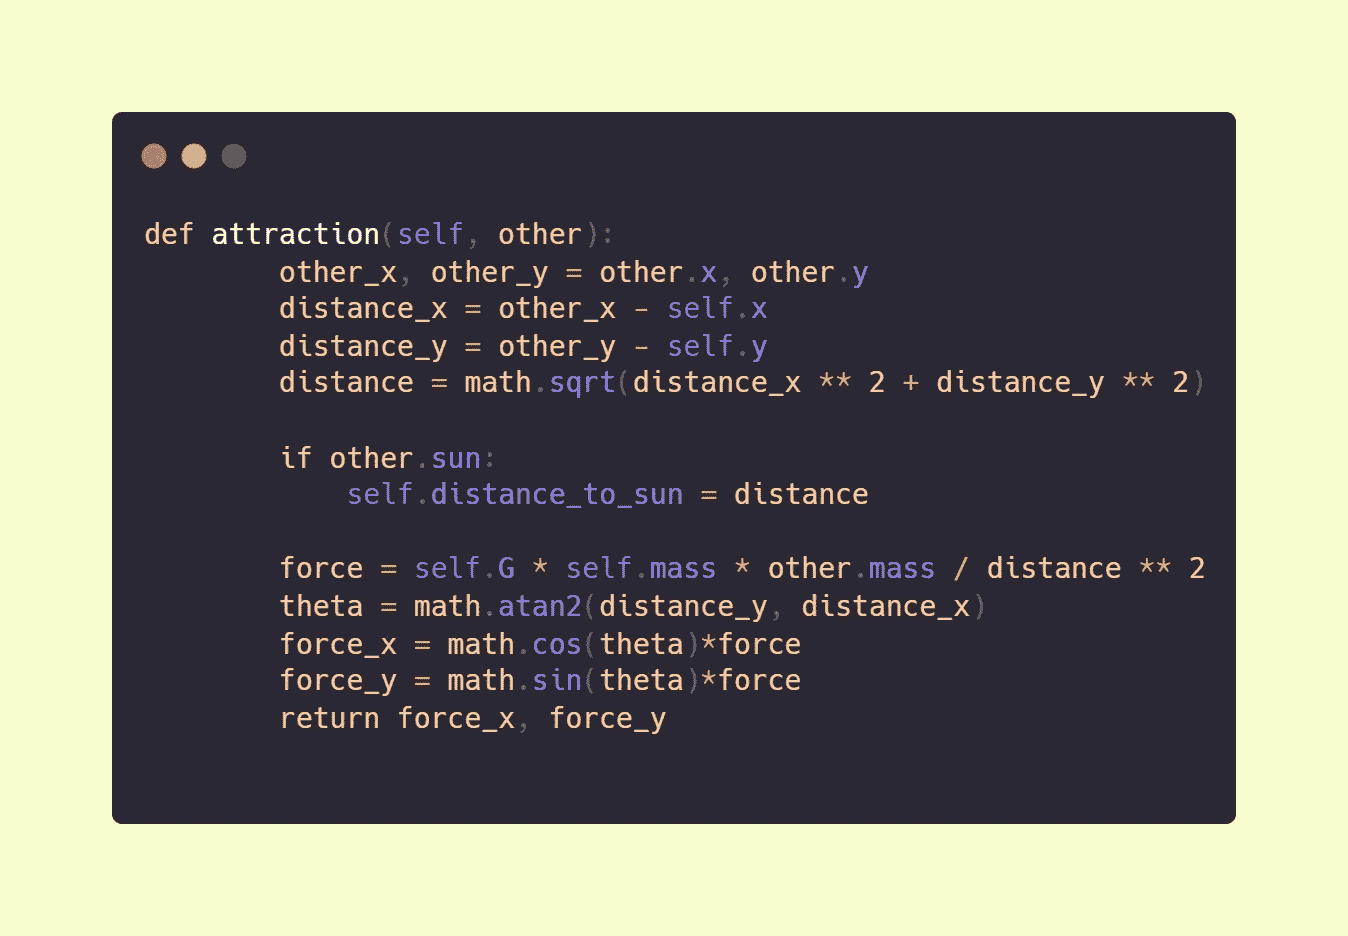 def attraction(self, other):
        other_x, other_y = other.x, other.y
        distance_x = other_x - self.x
        distance_y = other_y - self.y
        distance = math.sqrt(distance_x ** 2 + distance_y ** 2)

        if other.sun:
            self.distance_to_sun = distance

        force = self.G * self.mass * other.mass / distance ** 2
        theta = math.atan2(distance_y, distance_x)
        force_x = math.cos(theta)*force
        force_y = math.sin(theta)*force
        return force_x, force_y